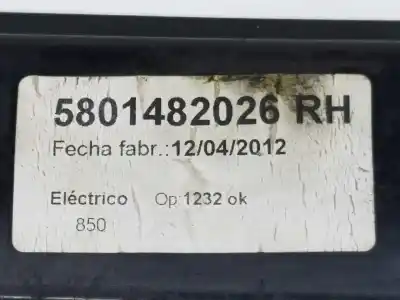 5801482026 RH
Fecha fabr.:12/04/2012
Eléctrico Op:1232 ok
850